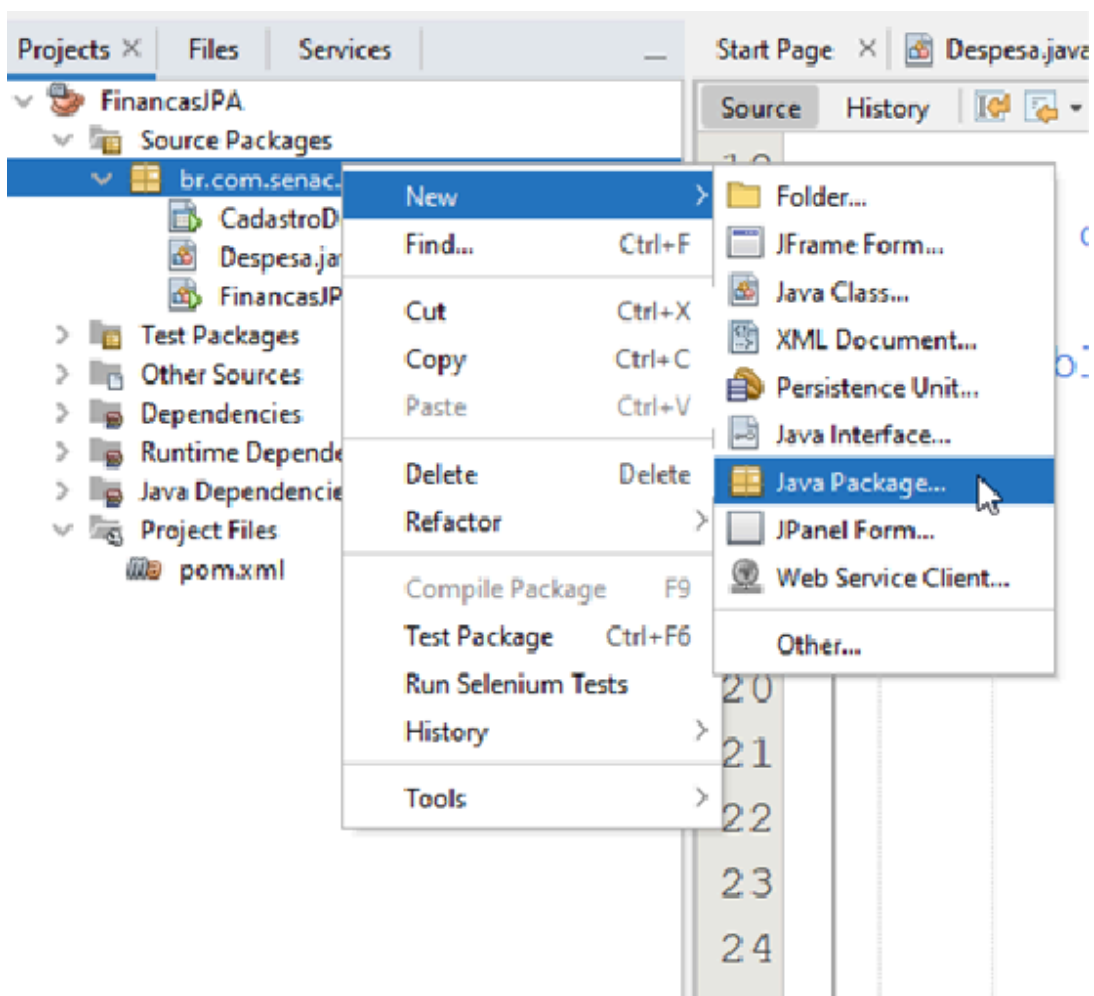 Projects Files Services
Start Page Despesa.java
FinancasJPA
Source History
Source Packages
br.com.senac.
CadastroD
Despesa.ja
FinancasJP
Test Packages
Other Sources
Dependencies
Runtime Depende
Java Dependencie
Project Files
pom.xml
New
Find... Ctrl+F
Cut Ctrl+X
Copy Ctrl+C
Paste Ctrl+V
Delete Delete
Refactor
Compile Package F9
Test Package Ctrl+F6
Run Selenium Tests
History
Tools
Folder...
JFrame Form...
Java Class...
XML Document...
Persistence Unit...
Java Interface...
Java Package...
JPanel Form...
Web Service Client...
Other...
20
21
22
23
24